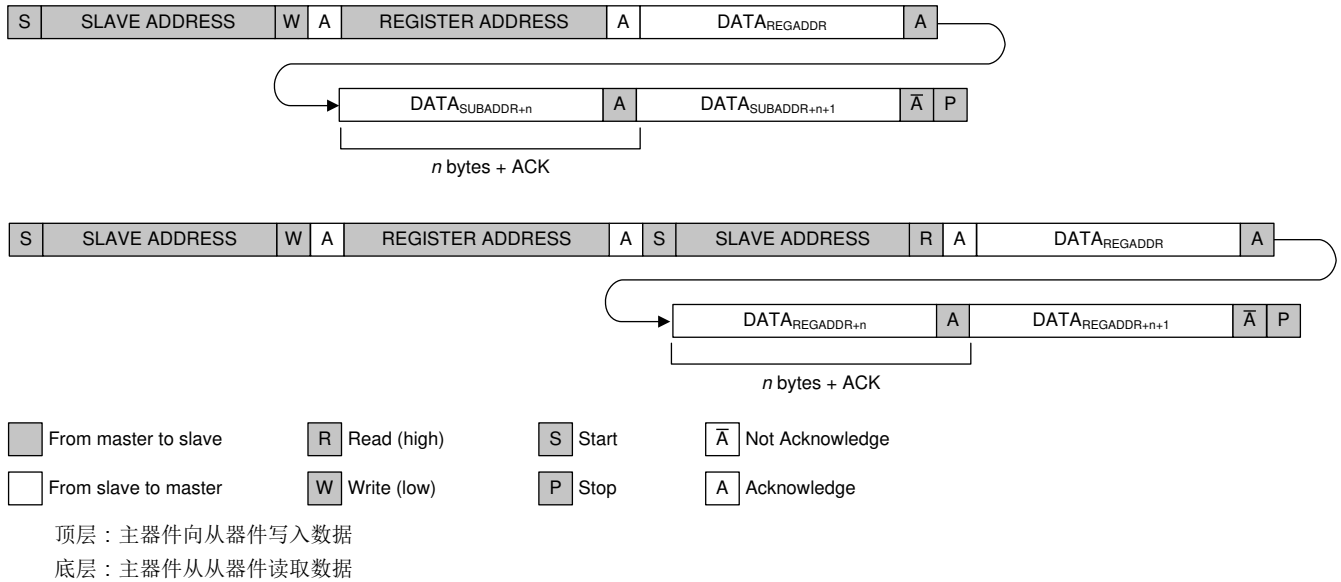 S SLAVE ADDRESS W A REGISTER ADDRESS A DATAREGADDR A
DATASUBADDR+n A DATASUBADDR+n+1 A̅ P
n bytes + ACK
S SLAVE ADDRESS W A REGISTER ADDRESS A S SLAVE ADDRESS R A DATAREGADDR A
DATAREGADDR+n A DATAREGADDR+n+1 A̅ P
n bytes + ACK
From master to slave R Read (high) S Start A̅ Not Acknowledge
From slave to master W Write (low) P Stop A Acknowledge
顶层：主器件向从器件写入数据
底层：主器件从从器件读取数据